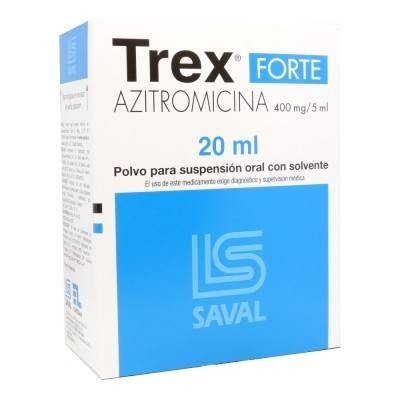 Trex® FORTE
AZITROMICINA 400 mg/5 ml
20 ml
Polvo para suspensión oral con solvente
El uso de este medicamento exige diagnóstico y supervisión médica
LS
SAVAL